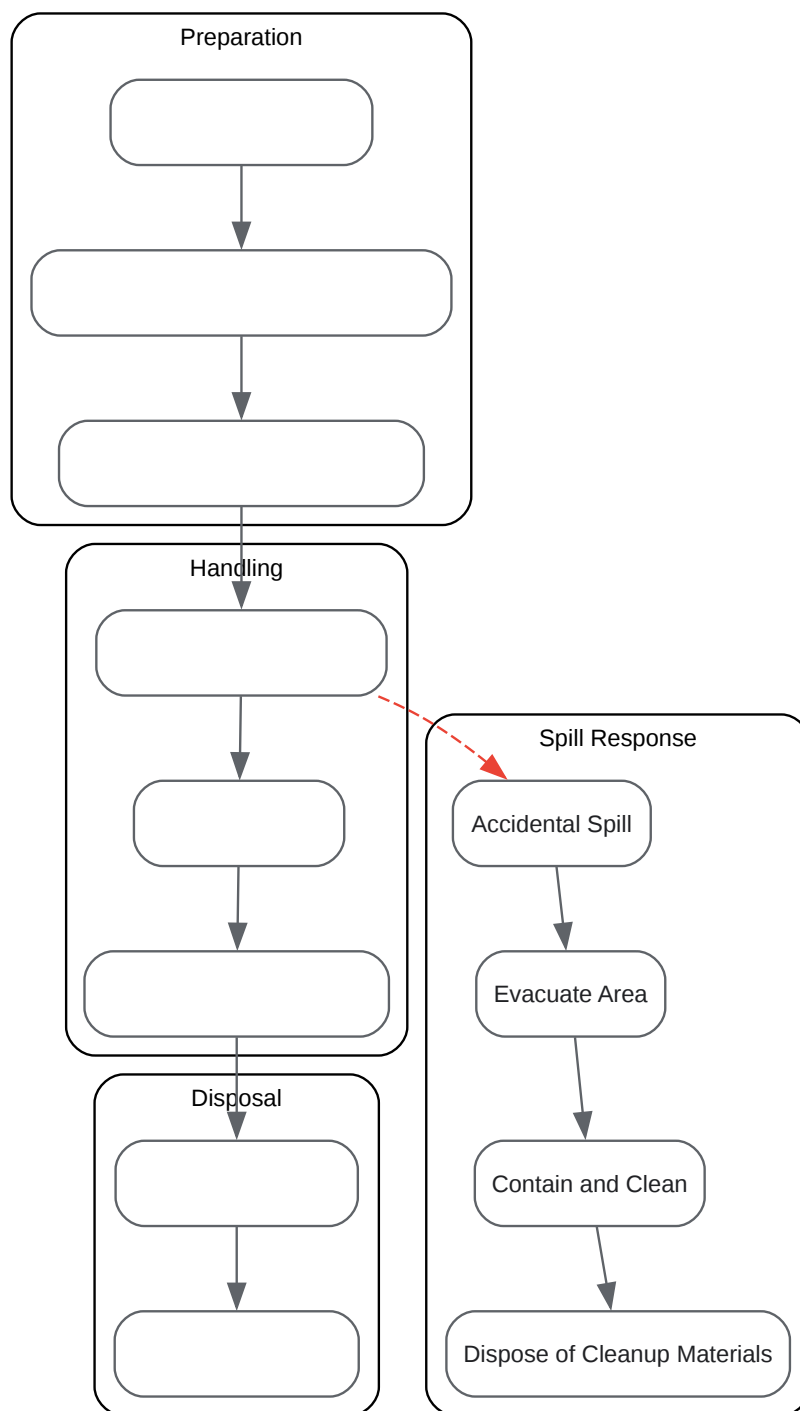 Preparation
Handling
Spill Response
Accidental Spill
Evacuate Area
Disposal
Contain and Clean
Dispose of Cleanup Materials